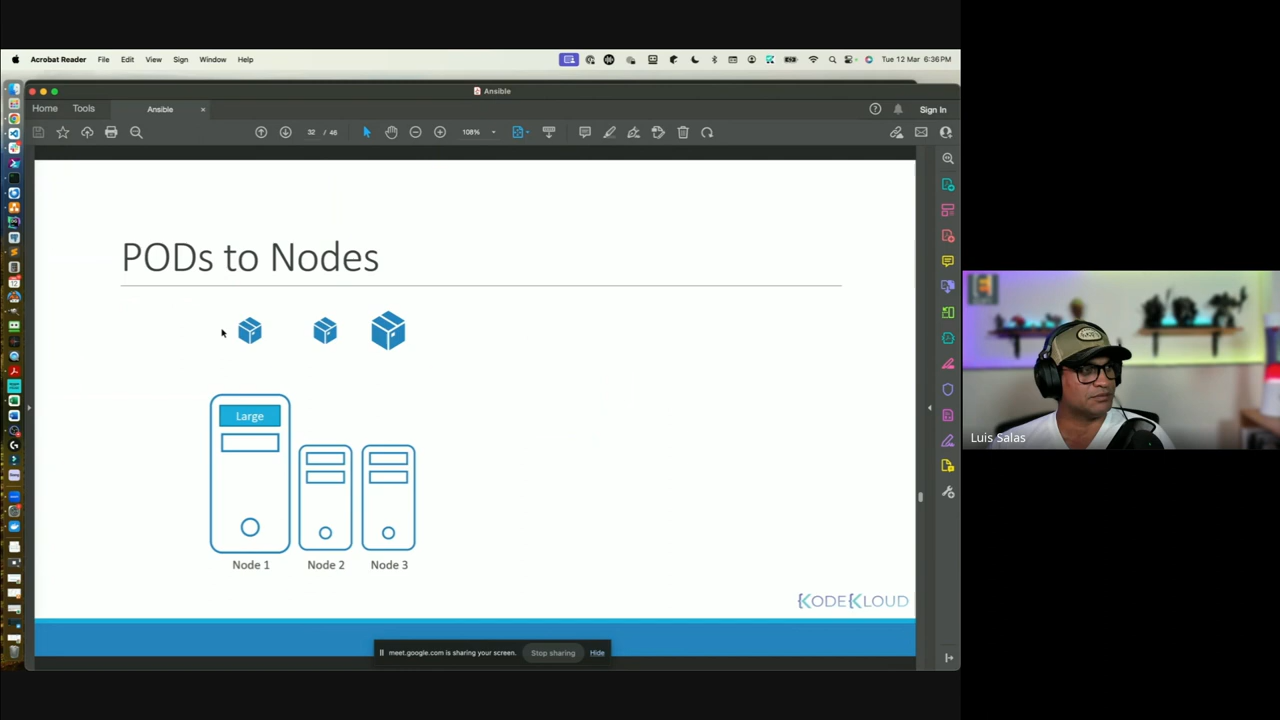 Acrobat Reader File Edit View Sign Window Help Tue 12 Mar 6:36PM
Ansible
Home Tools Ansible × Sign In
32 / 46 108%
PODs to Nodes
Large
Node 1 Node 2 Node 3
KODEKLOUD
meet.google.com is sharing your screen. Stop sharing Hide
Luis Salas